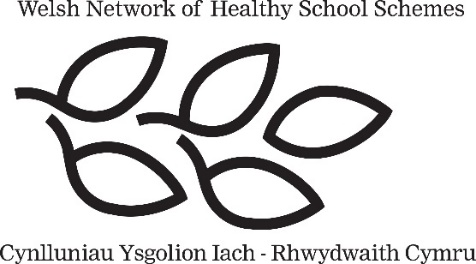 Welsh Network of Healthy School Schemes
Cynlluniau Ysgolion Iach - Rhwydwaith Cymru